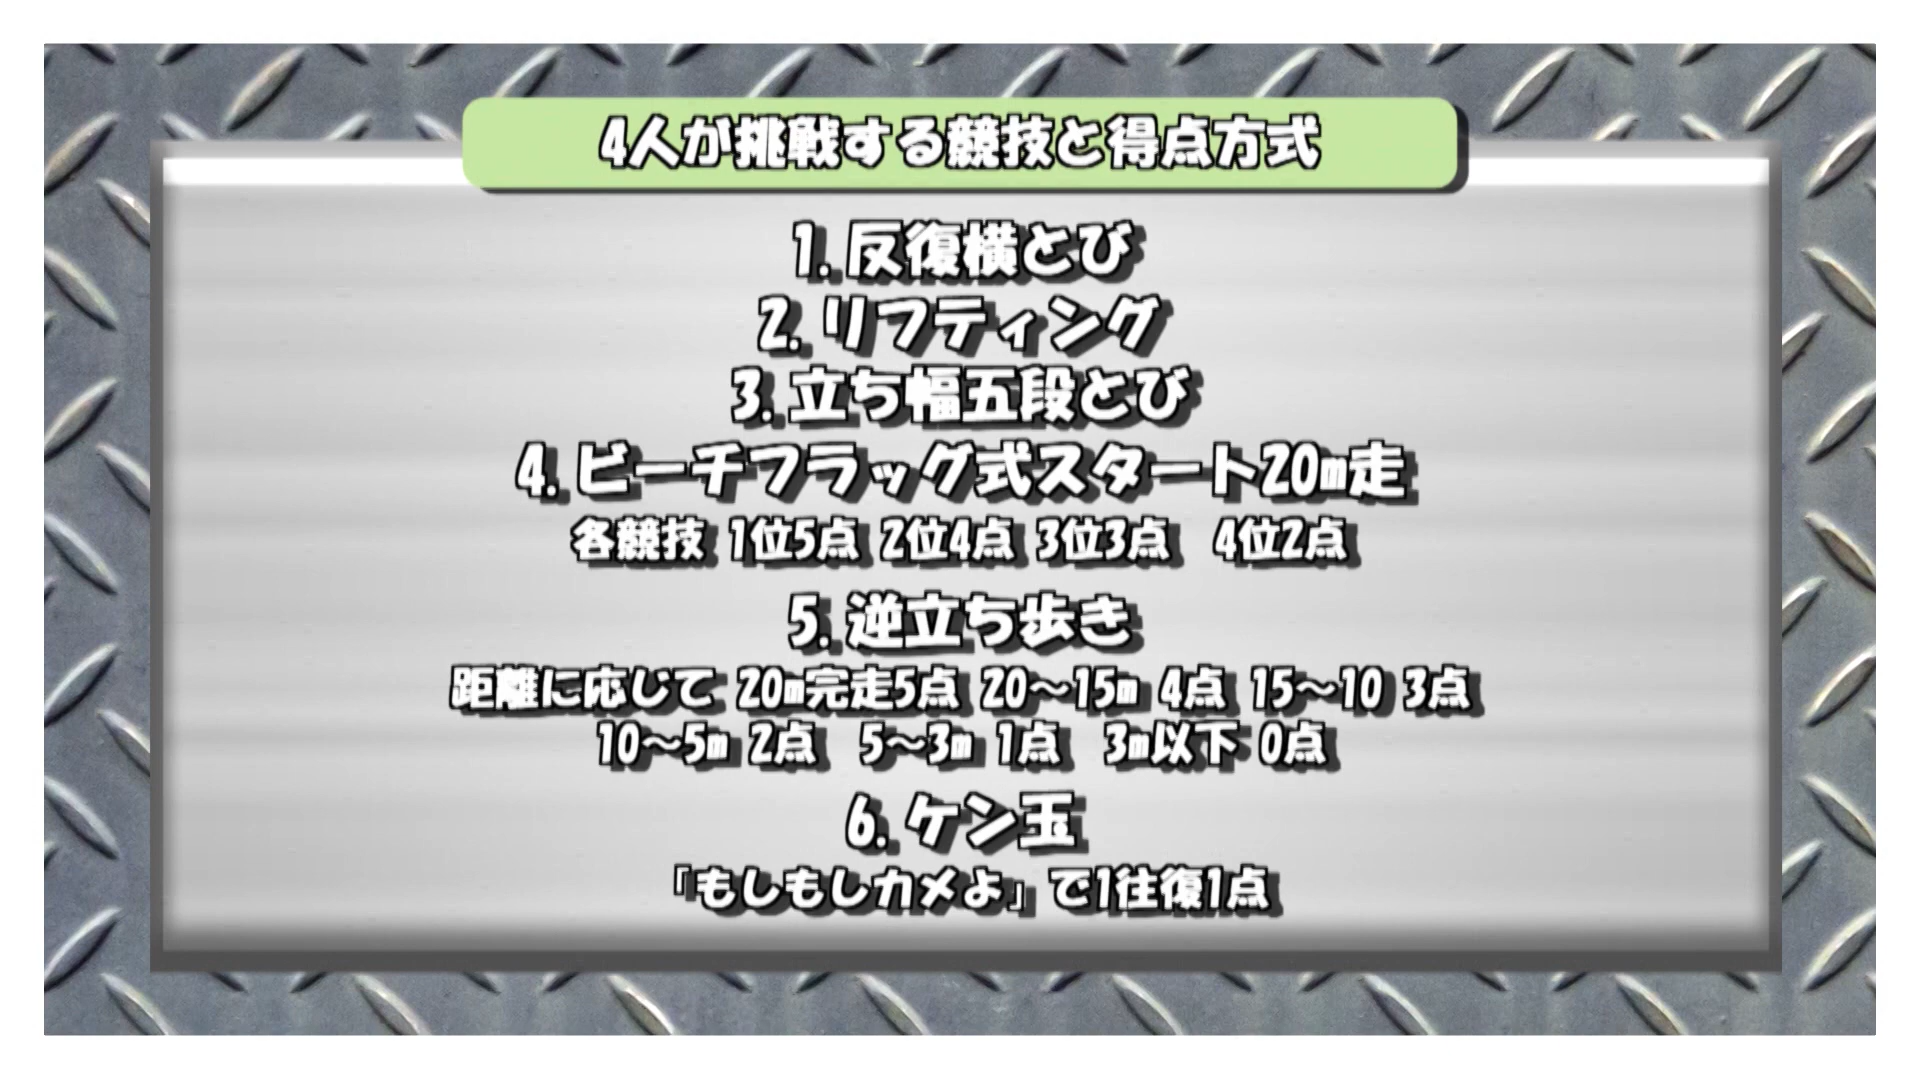 4人が挑戦する競技と得点方式
1. 反復横とび
2. リフティング
3. 立ち幅五段とび
4. ビーチフラッグ式スタート20m走
各競技 1位5点 2位4点 3位3点　4位2点
5. 逆立ち歩き
距離に応じて 20m完走5点 20～15m 4点 15～10 3点
10～5m 2点　5～3m 1点　3m以下 0点
6. ケン玉
『もしもしカメよ』で1往復1点